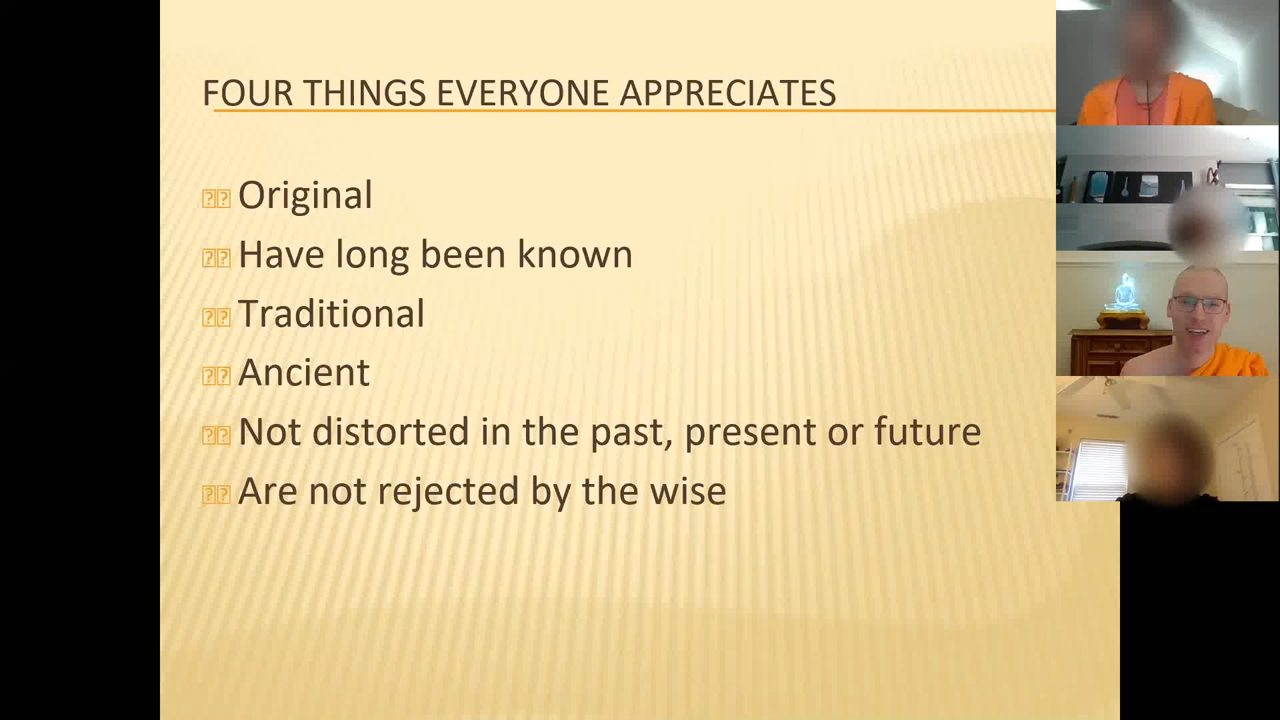 FOUR THINGS EVERYONE APPRECIATES
Original
Have long been known
Traditional
Ancient
Not distorted in the past, present or future
Are not rejected by the wise